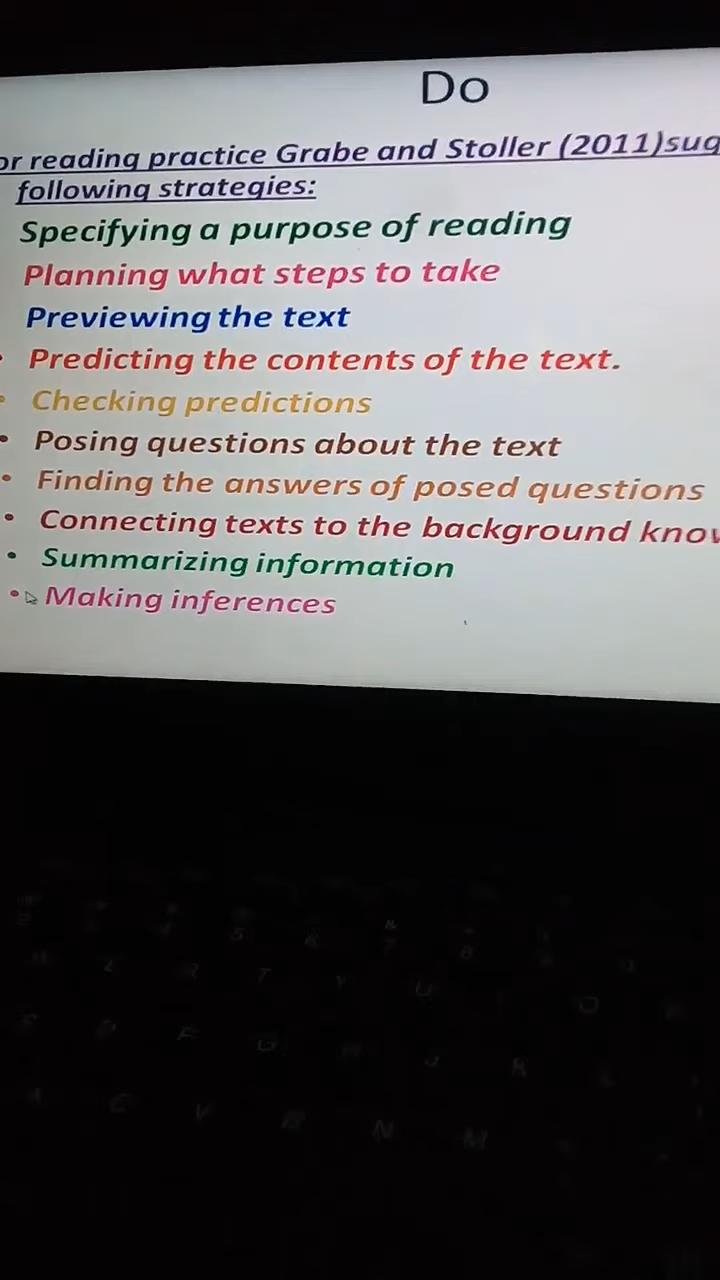 Do
or reading practice Grabe and Stoller (2011)sug
following strategies:
Specifying a purpose of reading
Planning what steps to take
Previewing the text
• Predicting the contents of the text.
• Checking predictions
• Posing questions about the text
• Finding the answers of posed questions
• Connecting texts to the background know
• Summarizing information
• Making inferences